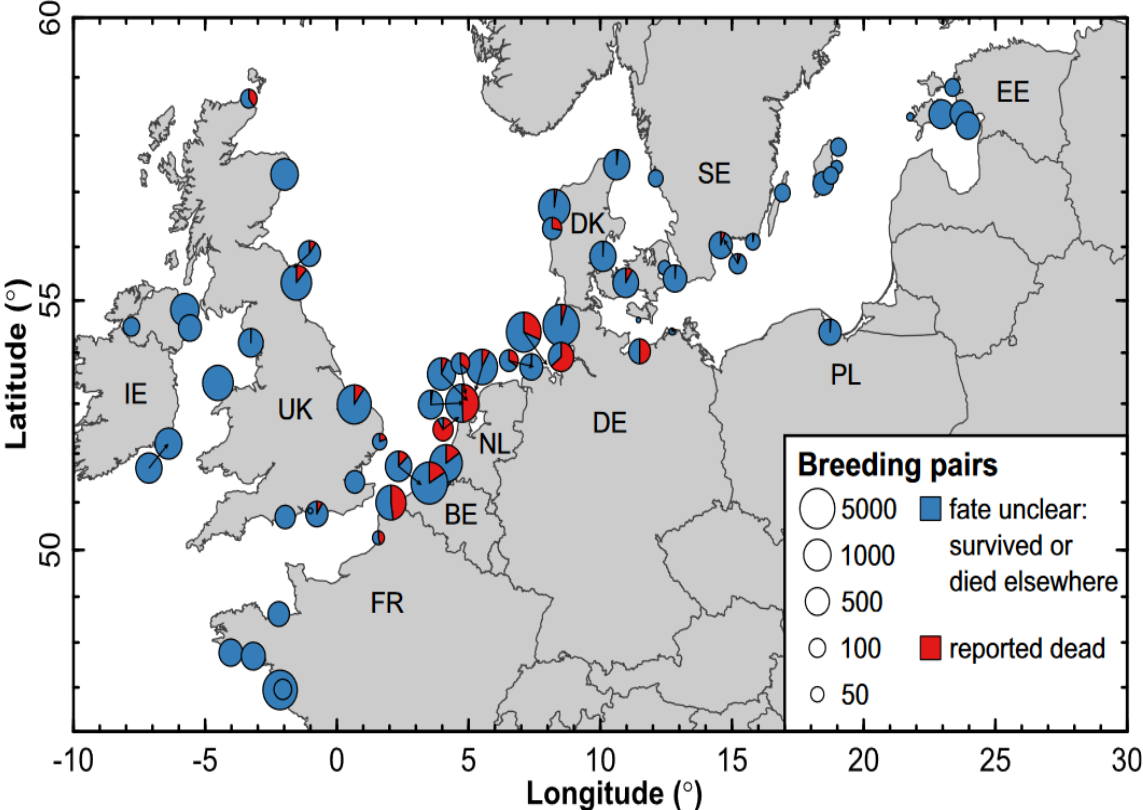 60
EE
SE
DK
55
Latitude (°)
IE
UK
PL
DE
NL
BE
50
FR
Breeding pairs
5000
1000
500
100
50
fate unclear:
survived or
died elsewhere
reported dead
-10 -5 0 5 10 15 20 25 30
Longitude (°)